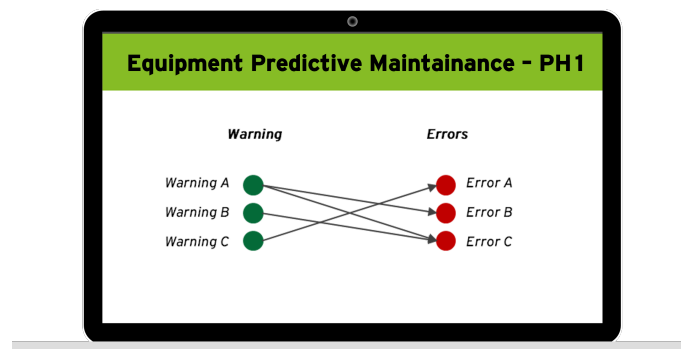 Equipment Predictive Maintainance – PH1
Warning Errors
Warning A Error A
Warning B Error B
Warning C Error C